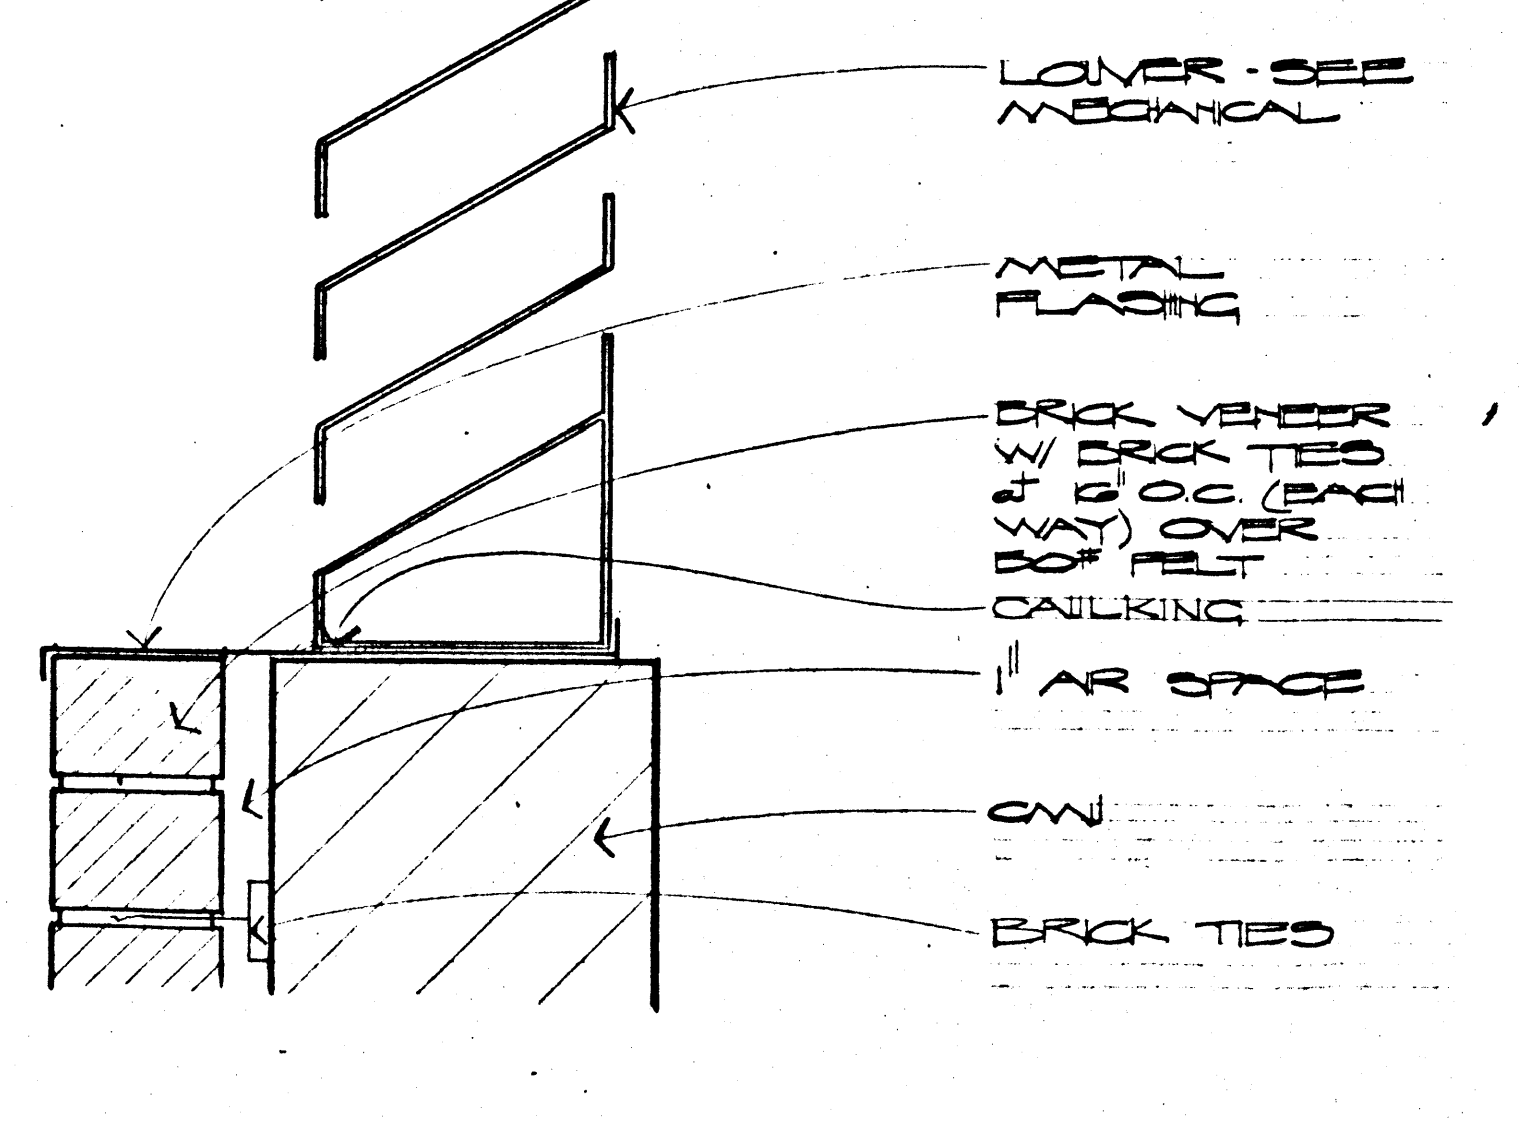 LOUVER - SEE
MECHANICAL
METAL
FLASHING
BRICK VENEER
W/ BRICK TIES
at 16" O.C. (EACH
WAY) OVER
50# FELT
CAULKING
1" AIR SPACE
CMU
BRICK TIES